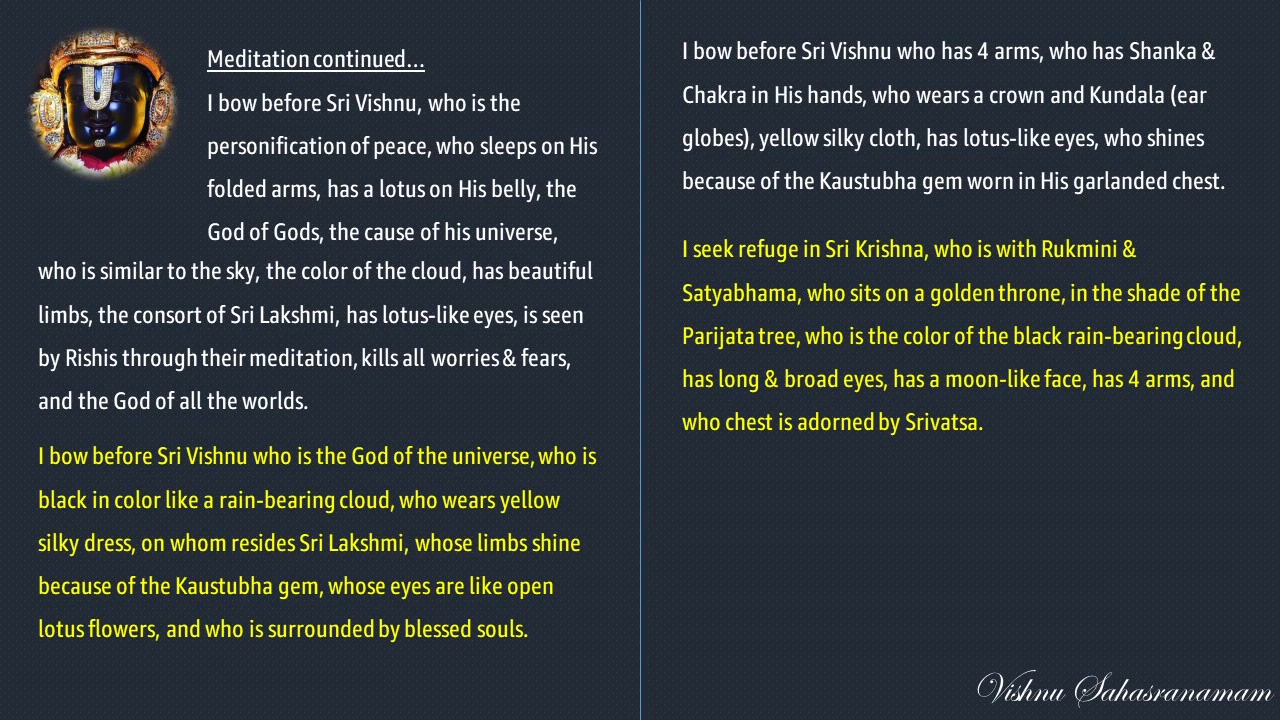 Meditation continued...
I bow before Sri Vishnu, who is the
personification of peace, who sleeps on His
folded arms, has a lotus on His belly, the
God of Gods, the cause of his universe,
who is similar to the sky, the color of the cloud, has beautiful
limbs, the consort of Sri Lakshmi, has lotus-like eyes, is seen
by Rishis through their meditation, kills all worries & fears,
and the God of all the worlds.
I bow before Sri Vishnu who is the God of the universe, who is
black in color like a rain-bearing cloud, who wears yellow
silky dress, on whom resides Sri Lakshmi, whose limbs shine
because of the Kaustubha gem, whose eyes are like open
lotus flowers, and who is surrounded by blessed souls.
I bow before Sri Vishnu who has 4 arms, who has Shanka &
Chakra in His hands, who wears a crown and Kundala (ear
globes), yellow silky cloth, has lotus-like eyes, who shines
because of the Kaustubha gem worn in His garlanded chest.
I seek refuge in Sri Krishna, who is with Rukmini &
Satyabhama, who sits on a golden throne, in the shade of the
Parijata tree, who is the color of the black rain-bearing cloud,
has long & broad eyes, has a moon-like face, has 4 arms, and
who chest is adorned by Srivatsa.
Vishnu Sahasranamam